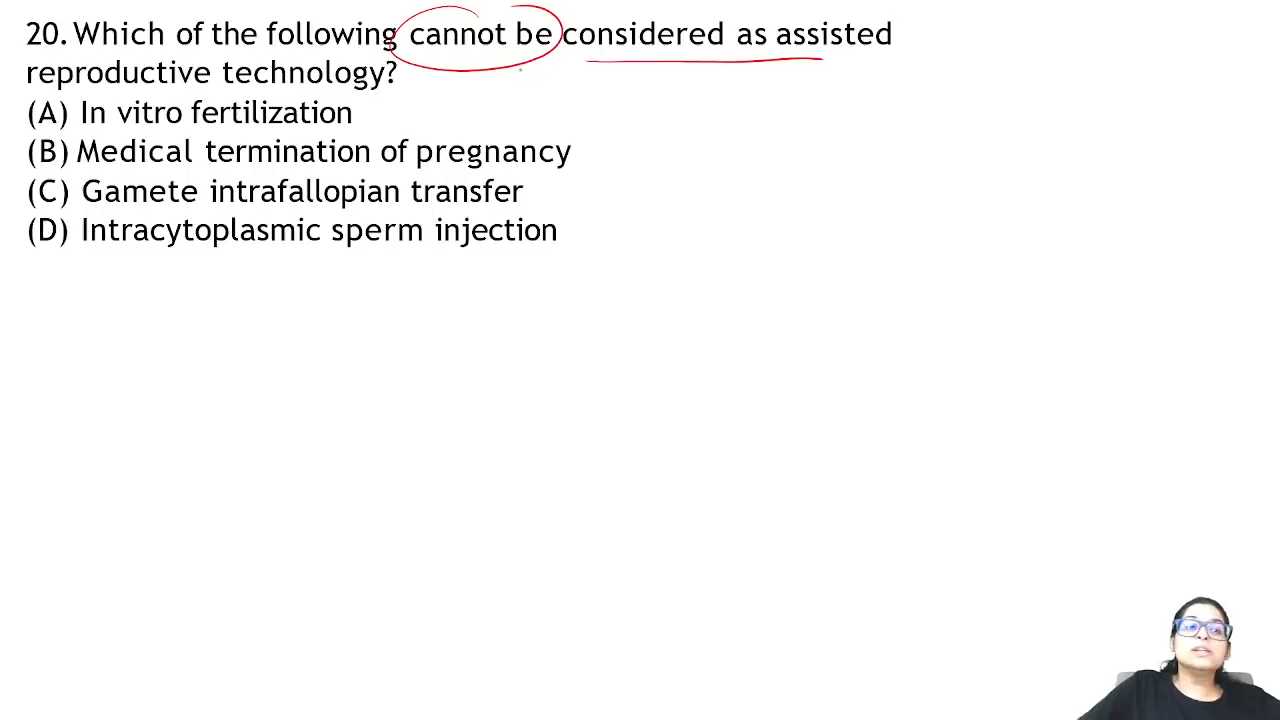 20. Which of the following cannot be considered as assisted
reproductive technology?
(A) In vitro fertilization
(B) Medical termination of pregnancy
(C) Gamete intrafallopian transfer
(D) Intracytoplasmic sperm injection